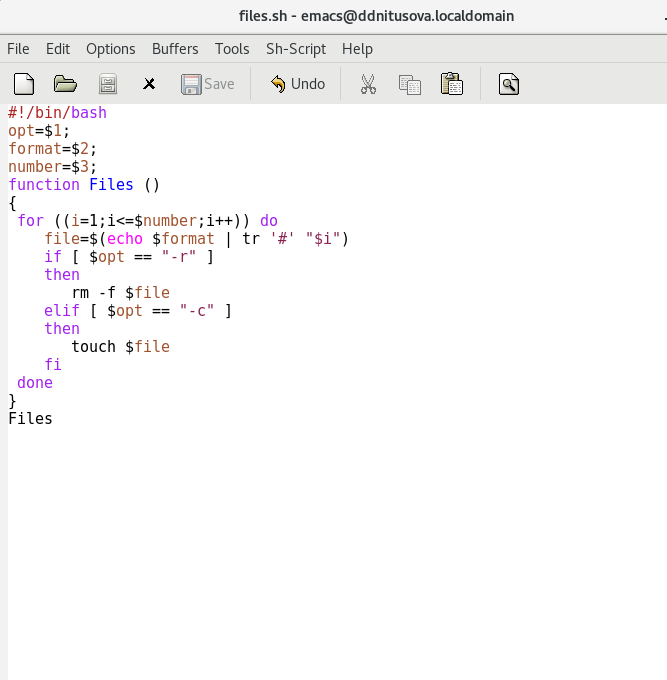 files.sh - emacs@ddnitusova.localdomain
File Edit Options Buffers Tools Sh-Script Help
Save Undo
#!/bin/bash
opt=$1;
format=$2;
number=$3;
function Files ()
{
 for ((i=1;i<=$number;i++)) do
    file=$(echo $format | tr '#' "$i")
    if [ $opt == "-r" ]
    then
       rm -f $file
    elif [ $opt == "-c" ]
    then
       touch $file
    fi
 done
}
Files